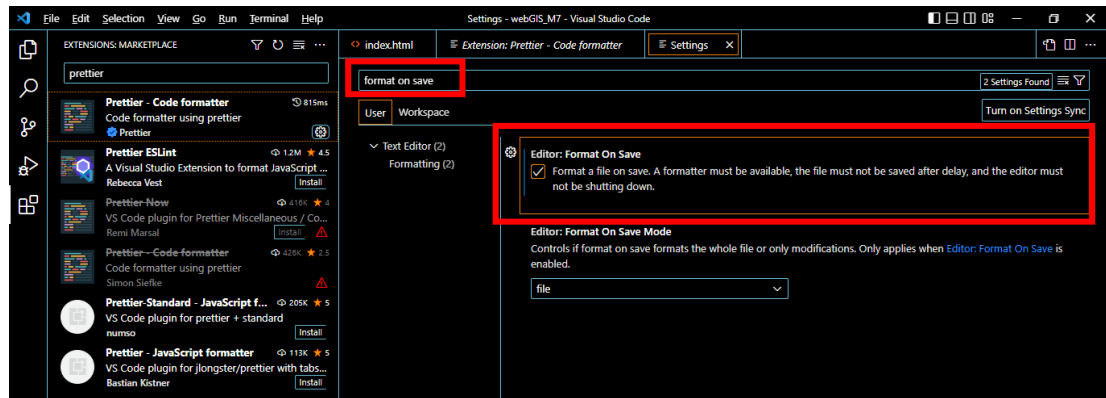 File Edit Selection View Go Run Terminal Help
Settings - webGIS_M7 - Visual Studio Code
EXTENSIONS: MARKETPLACE
prettier
Prettier - Code formatter 815ms
Code formatter using prettier
Prettier
Prettier ESLint 1.2M ★ 4.5
A Visual Studio Extension to format JavaScript ...
Rebecca Vest Install
Prettier Now 416K ★ 4
VS Code plugin for Prettier Miscellaneous / Co...
Remi Marsal Install
Prettier - Code formatter 426K ★ 2.5
Code formatter using prettier
Simon Siefke
Prettier-Standard - JavaScript f... 205K ★ 5
VS Code plugin for prettier + standard
numso Install
Prettier - JavaScript formatter 113K ★ 5
VS Code plugin for jlongster/prettier with tabs...
Bastian Kistner Install
index.html Extension: Prettier - Code formatter Settings
format on save
2 Settings Found
User Workspace
Turn on Settings Sync
Text Editor (2)
Formatting (2)
Editor: Format On Save
Format a file on save. A formatter must be available, the file must not be saved after delay, and the editor must
not be shutting down.
Editor: Format On Save Mode
Controls if format on save formats the whole file or only modifications. Only applies when Editor: Format On Save is
enabled.
file